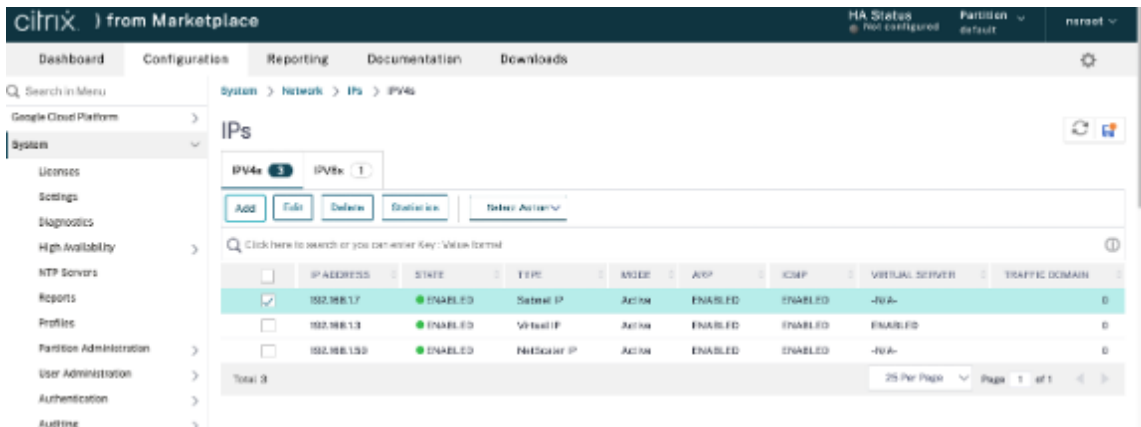 citrix. ) from Marketplace
HA Status
Not configured
Partition
default
nsroot
Dashboard Configuration Reporting Documentation Downloads
Search in Menu
Google Cloud Platform
System
Licenses
Settings
Diagnostics
High Availability
NTP Servers
Reports
Profiles
Partition Administration
User Administration
Authentication
Auditing
System > Network > IPs > IPV4s
IPs
IPV4s 3 IPV6s 1
Add Edit Delete Statistics Select Action
Click here to search or you can enter Key : Value format
IP ADDRESS STATE TYPE MODE ARP ICMP VIRTUAL SERVER TRAFFIC DOMAIN
192.168.1.7 ENABLED Subnet IP Active ENABLED ENABLED -N/A- 0
192.168.1.3 ENABLED Virtual IP Active ENABLED ENABLED ENABLED 0
192.168.1.50 ENABLED NetScaler IP Active ENABLED ENABLED -N/A- 0
Total 3
25 Per Page Page 1 of 1